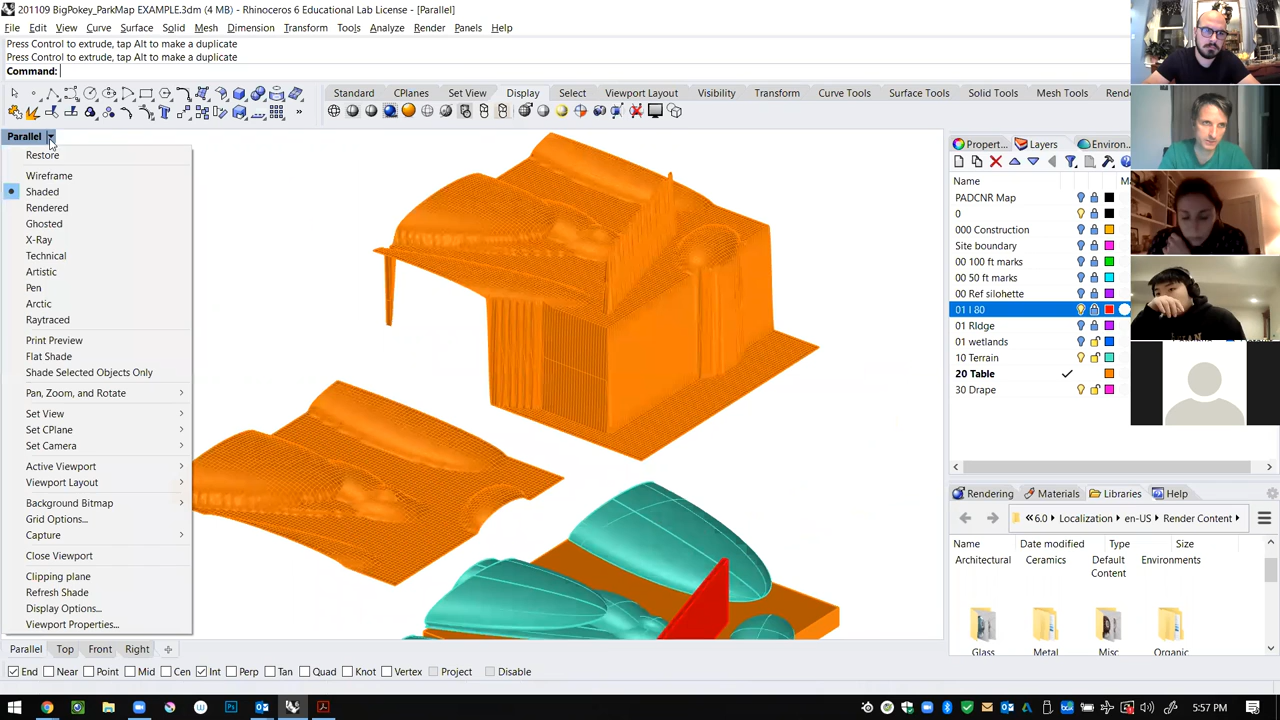 201109 BigPokey_ParkMap EXAMPLE.3dm (4 MB) - Rhinoceros 6 Educational Lab License - [Parallel]
File Edit View Curve Surface Solid Mesh Dimension Transform Tools Analyze Render Panels Help
Press Control to extrude, tap Alt to make a duplicate
Press Control to extrude, tap Alt to make a duplicate
Command:
Standard CPlanes Set View Display Select Viewport Layout Visibility Transform Curve Tools Surface Tools Solid Tools Mesh Tools Rende
Parallel
Restore
Wireframe
Shaded
Rendered
Ghosted
X-Ray
Technical
Artistic
Pen
Arctic
Raytraced
Print Preview
Flat Shade
Shade Selected Objects Only
Pan, Zoom, and Rotate
Set View
Set CPlane
Set Camera
Active Viewport
Viewport Layout
Background Bitmap
Grid Options...
Capture
Close Viewport
Clipping plane
Refresh Shade
Display Options...
Viewport Properties...
Propert... Layers Environ...
Name Ma
PADCNR Map
0
000 Construction
Site boundary
00 100 ft marks
00 50 ft marks
00 Ref silohette
01 I 80
01 RIdge
01 wetlands
10 Terrain
20 Table
30 Drape
Rendering Materials Libraries Help
6.0 Localization en-US Render Content
Name Date modified Type Size
Architectural Ceramics Default Content Environments
Glass Metal Misc Organic
Parallel Top Front Right
End Near Point Mid Cen Int Perp Tan Quad Knot Vertex Project Disable
5:57 PM